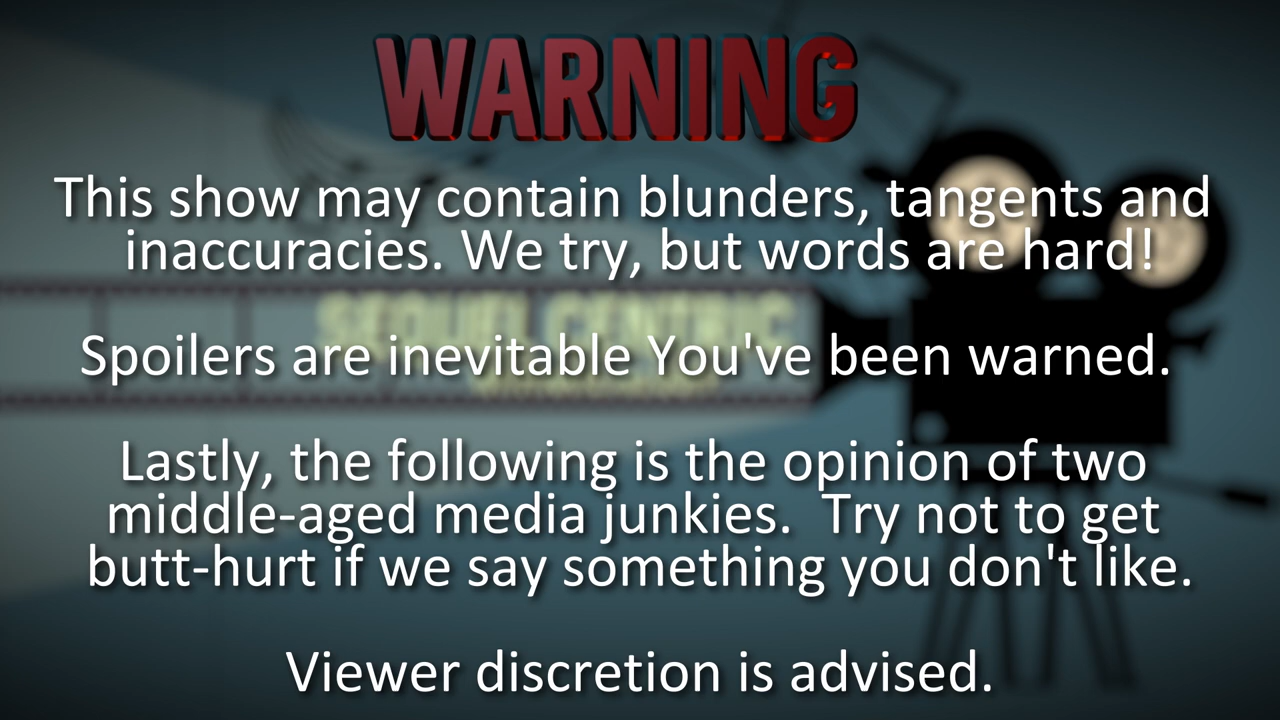 WARNING
This show may contain blunders, tangents and
inaccuracies. We try, but words are hard!
SEQUEL CENTRIC
Spoilers are inevitable You've been warned.
Lastly, the following is the opinion of two
middle-aged media junkies.  Try not to get
butt-hurt if we say something you don't like.
Viewer discretion is advised.